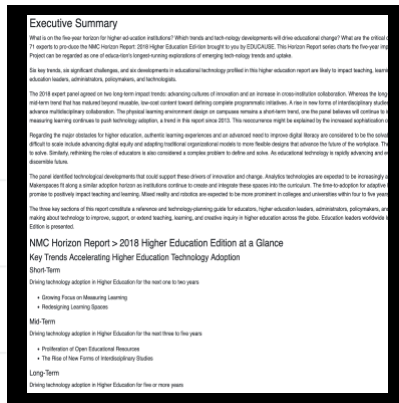 Executive Summary
What is on the five-year horizon for higher ed-ucation institutions? Which trends and tech-nology developments will drive educational change? What are the critical c
71 experts to pro-duce the NMC Horizon Report: 2018 Higher Education Edi-tion brought to you by EDUCAUSE. This Horizon Report series charts the five-year imp
Project can be regarded as one of educa-tion's longest-running explorations of emerging tech-nology trends and uptake.
Six key trends, six significant challenges, and six developments in educational technology profiled in this higher education report are likely to impact teaching, learni
education leaders, administrators, policymakers, and technologists.
The 2018 expert panel agreed on two long-term impact trends: advancing cultures of innovation and an increase in cross-institution collaboration. Whereas the long-
mid-term trend that has matured beyond reusable, low-cost content toward defining complete programmatic initiatives. A rise in new forms of interdisciplinary studies
advance multidisciplinary collaboration. The physical learning environment design on campuses remains a short-term trend, one the panel believes will continue to i
measuring learning continues to push technology adoption, a trend in this report since 2013. This reoccurrence might be explained by the increased sophistication o
Regarding the major obstacles for higher education, authentic learning experiences and an advanced need to improve digital literacy are considered to be the solvab
difficult to scale include advancing digital equity and adapting traditional organizational models to more flexible designs that advance the future of the workplace. Th
to solve. Similarly, rethinking the roles of educators is also considered a complex problem to define and solve. As educational technology is rapidly advancing and e
discernible future.
The panel identified technological developments that could support these drivers of innovation and change. Analytics technologies are expected to be increasingly a
Makerspaces fit along a similar adoption horizon as institutions continue to create and integrate these spaces into the curriculum. The time-to-adoption for adaptive l
promise to positively impact teaching and learning. Mixed reality and robotics are expected to be more prominent in colleges and universities within four to five years
The three key sections of this report constitute a reference and technology-planning guide for educators, higher education leaders, administrators, policymakers, an
making about technology to improve, support, or extend teaching, learning, and creative inquiry in higher education across the globe. Education leaders worldwide l
Edition is presented.
NMC Horizon Report > 2018 Higher Education Edition at a Glance
Key Trends Accelerating Higher Education Technology Adoption
Short-Term
Driving technology adoption in Higher Education for the next one to two years
• Growing Focus on Measuring Learning
• Redesigning Learning Spaces
Mid-Term
Driving technology adoption in Higher Education for the next three to five years
• Proliferation of Open Educational Resources
• The Rise of New Forms of Interdisciplinary Studies
Long-Term
Driving technology adoption in Higher Education for five or more years